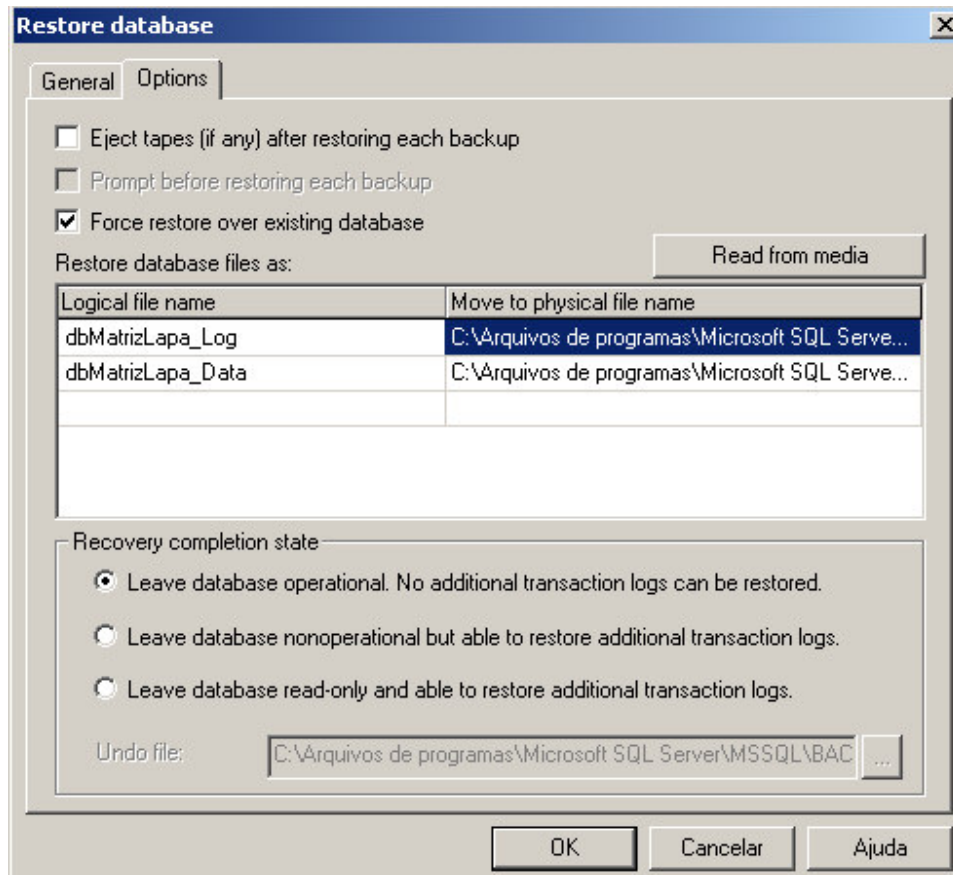 Restore database
General Options
Eject tapes (if any) after restoring each backup
Prompt before restoring each backup
Force restore over existing database
Read from media
Restore database files as:
Logical file name Move to physical file name
dbMatrizLapa_Log C:\Arquivos de programas\Microsoft SQL Serve...
dbMatrizLapa_Data C:\Arquivos de programas\Microsoft SQL Serve...
Recovery completion state
Leave database operational. No additional transaction logs can be restored.
Leave database nonoperational but able to restore additional transaction logs.
Leave database read-only and able to restore additional transaction logs.
Undo file: C:\Arquivos de programas\Microsoft SQL Server\MSSQL\BAC ...
OK Cancelar Ajuda